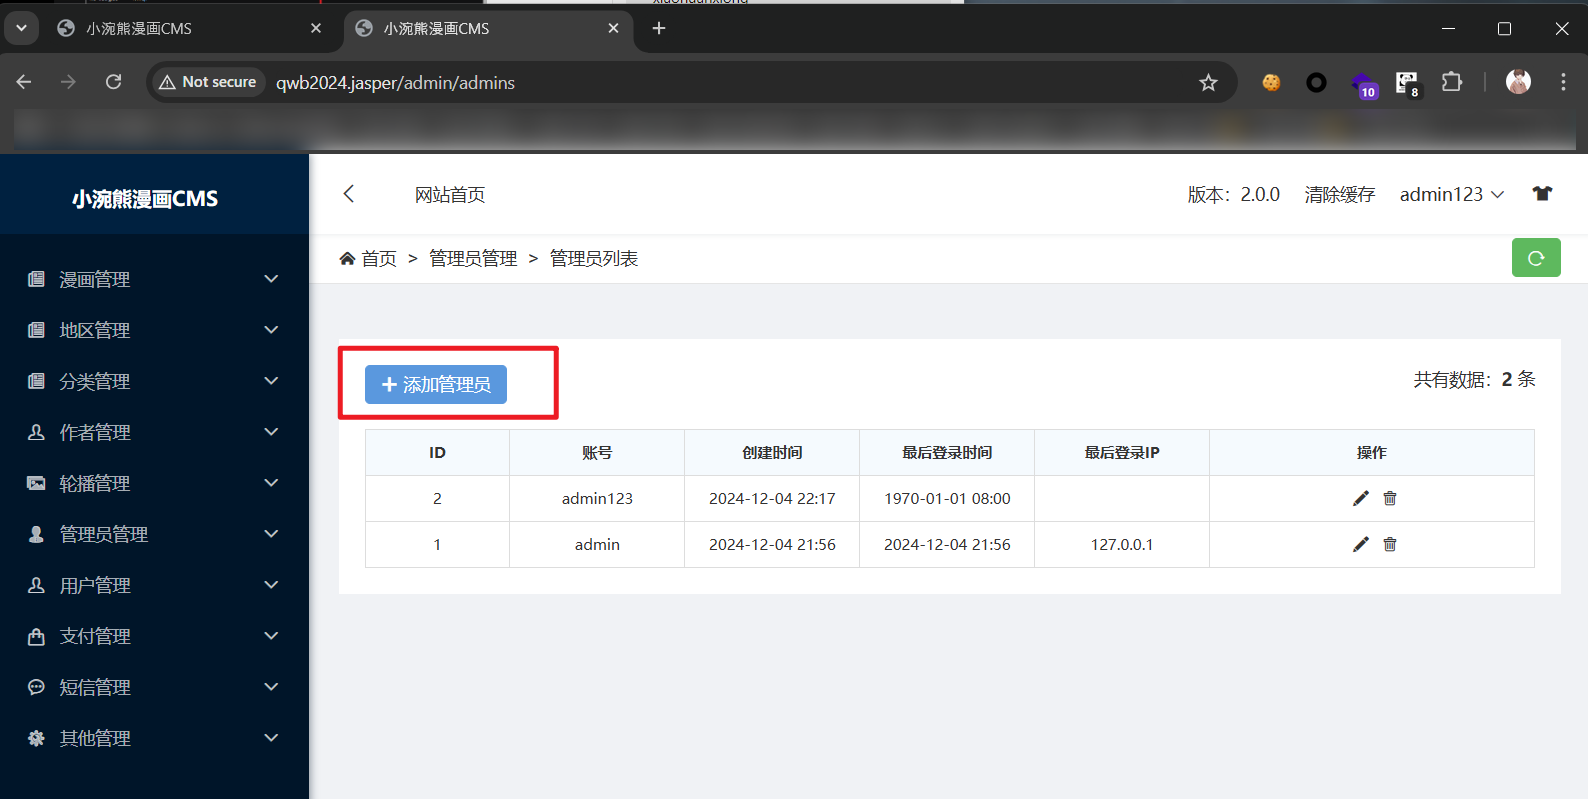 小浣熊漫画CMS
小浣熊漫画CMS
Not secure
qwb2024.jasper/admin/admins
10
8
小浣熊漫画CMS
网站首页
版本：2.0.0
清除缓存
admin123
首页 > 管理员管理 > 管理员列表
漫画管理
地区管理
分类管理
作者管理
轮播管理
管理员管理
用户管理
支付管理
短信管理
其他管理
添加管理员
共有数据：2 条
ID 账号 创建时间 最后登录时间 最后登录IP 操作
2 admin123 2024-12-04 22:17 1970-01-01 08:00
1 admin 2024-12-04 21:56 2024-12-04 21:56 127.0.0.1